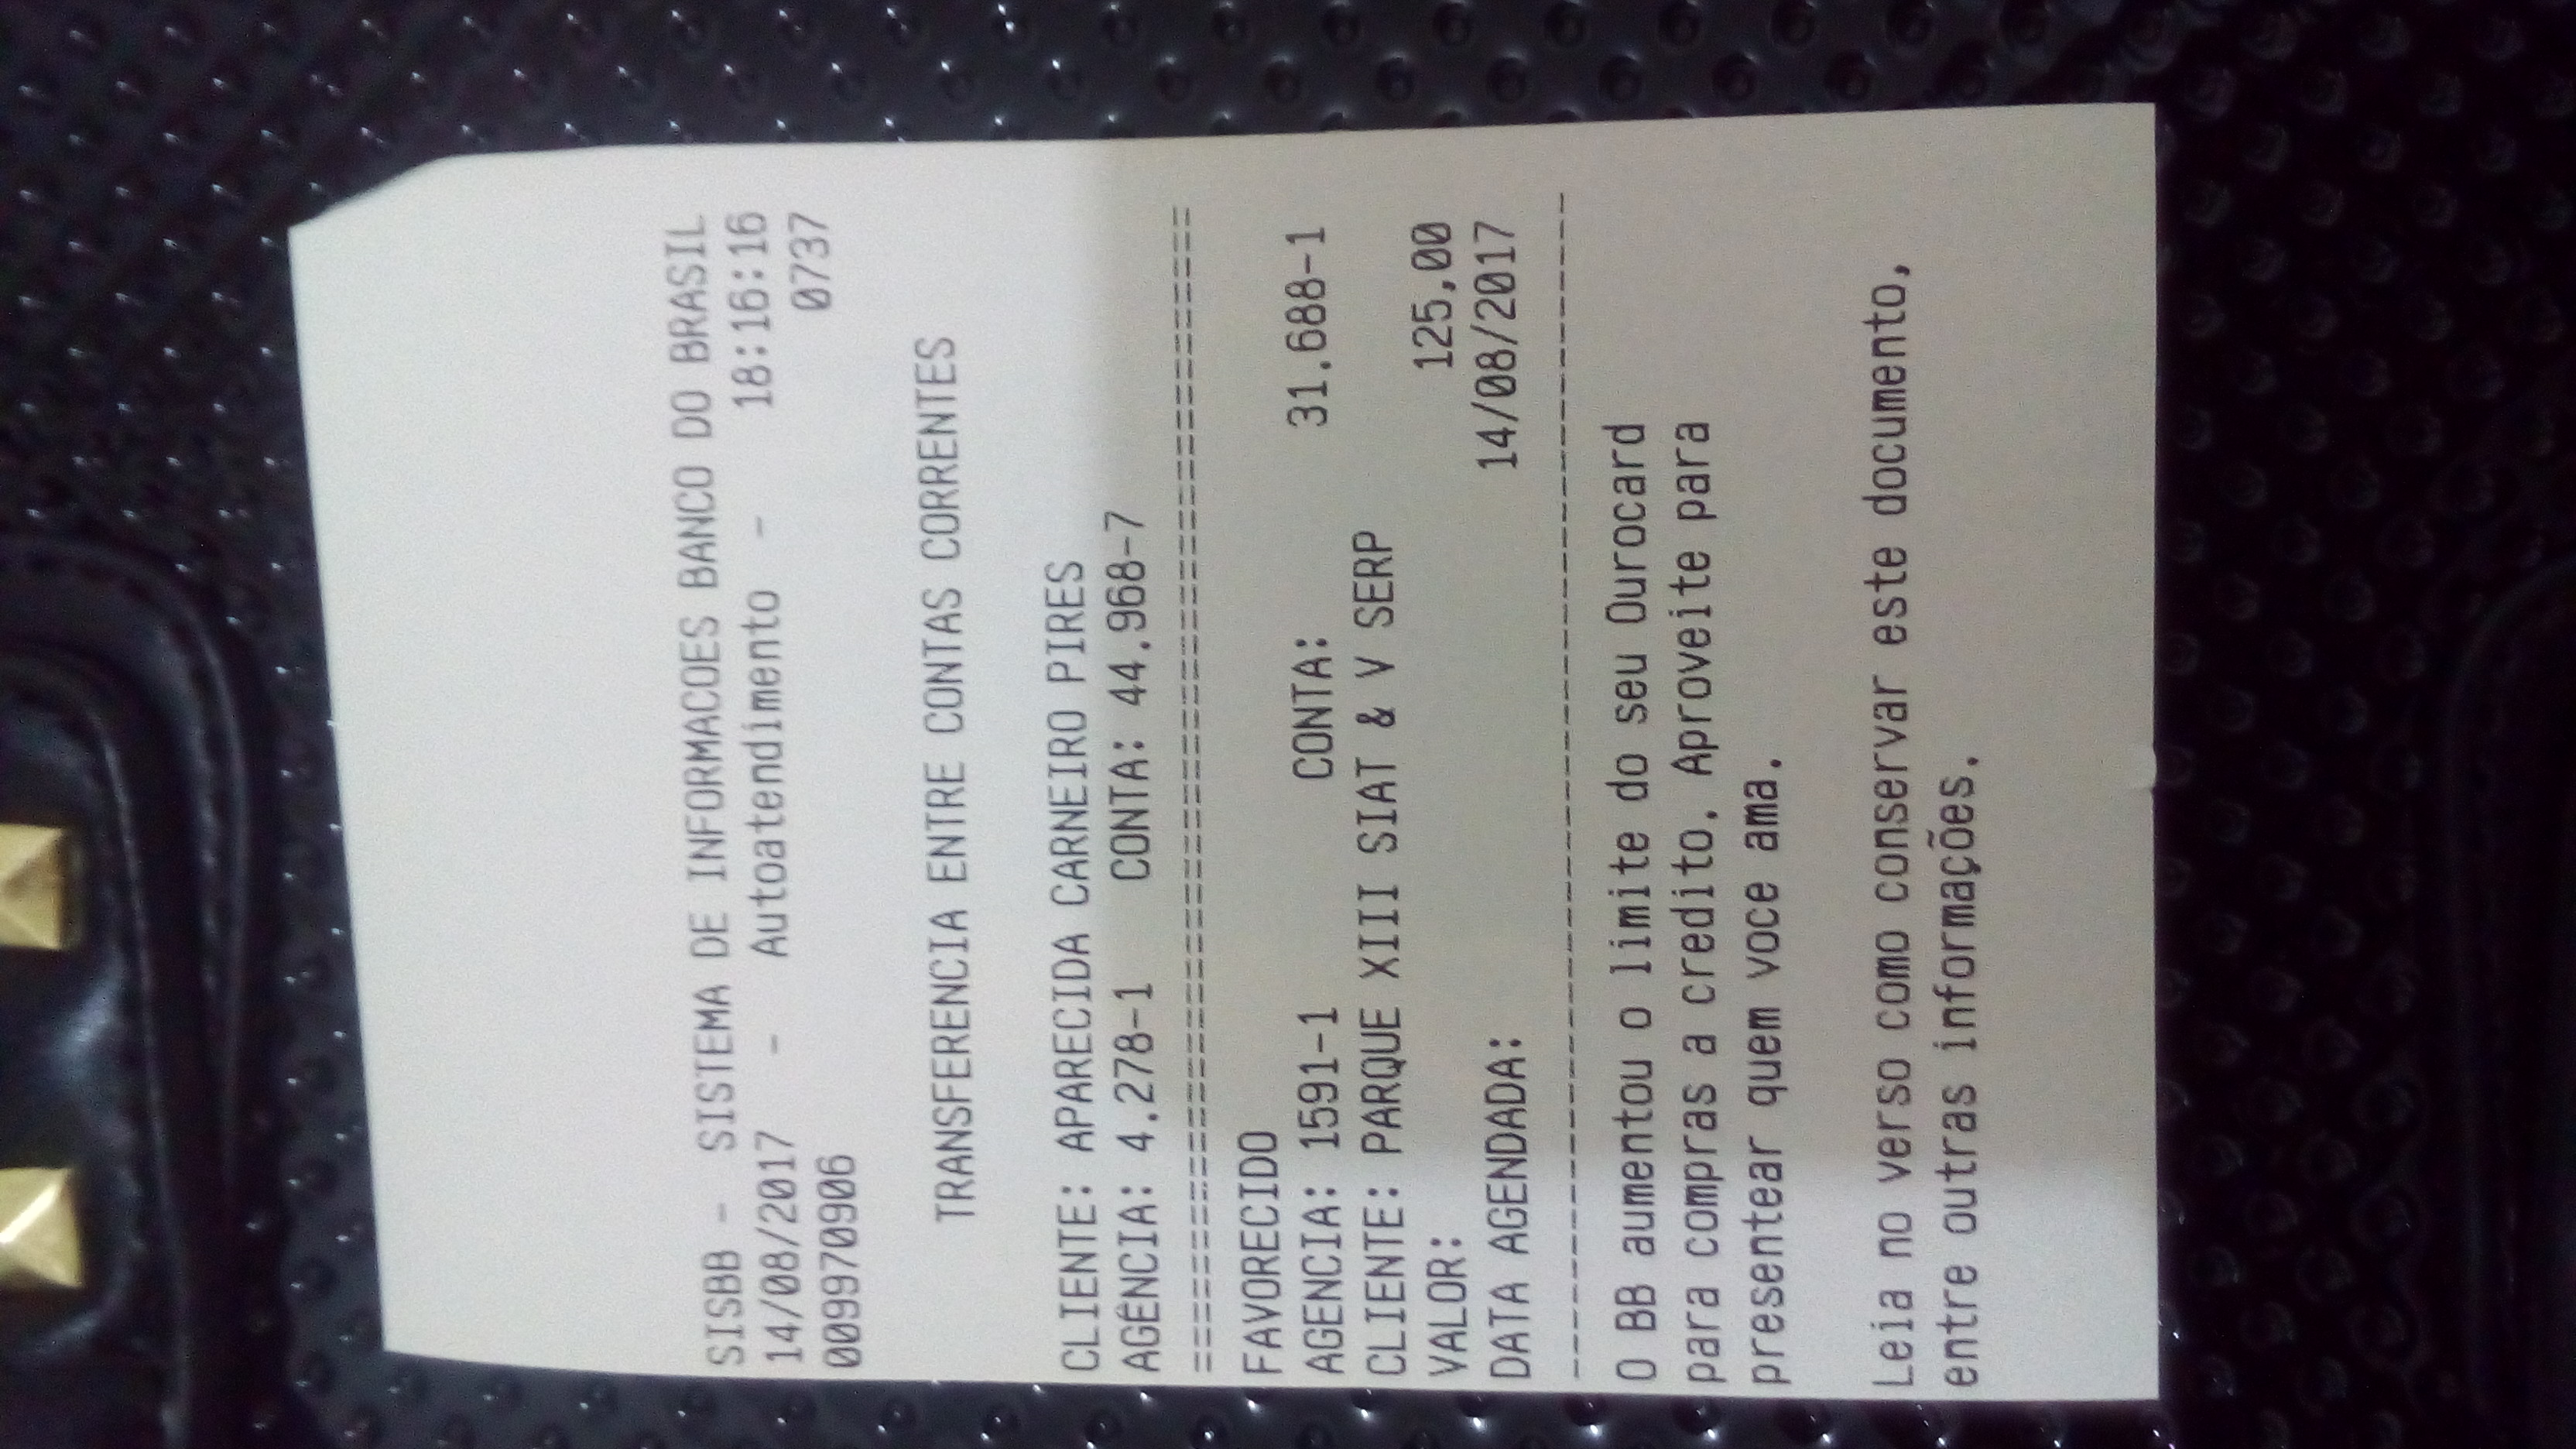 SISBB - SISTEMA DE INFORMACOES BANCO DO BRASIL
14/08/2017 - Autoatendimento - 18:16:16
009970906 0737
TRANSFERENCIA ENTRE CONTAS CORRENTES
CLIENTE: APARECIDA CARNEIRO PIRES
AGÊNCIA: 4.278-1 CONTA: 44.968-7
================================================
FAVORECIDO
AGENCIA: 1591-1 CONTA: 31.688-1
CLIENTE: PARQUE XIII SIAT & V SERP
VALOR: 125,00
DATA AGENDADA: 14/08/2017
------------------------------------------------
O BB aumentou o limite do seu Ourocard
para compras a credito. Aproveite para
presentear quem voce ama.
Leia no verso como conservar este documento,
entre outras informações.